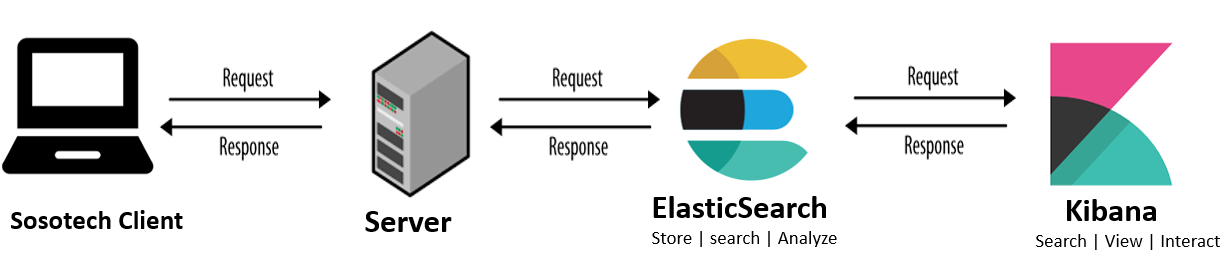 Request
Response
Request
Response
Request
Response
Sosotech Client
Server
ElasticSearch
Store | search | Analyze
Kibana
Search | View | Interact